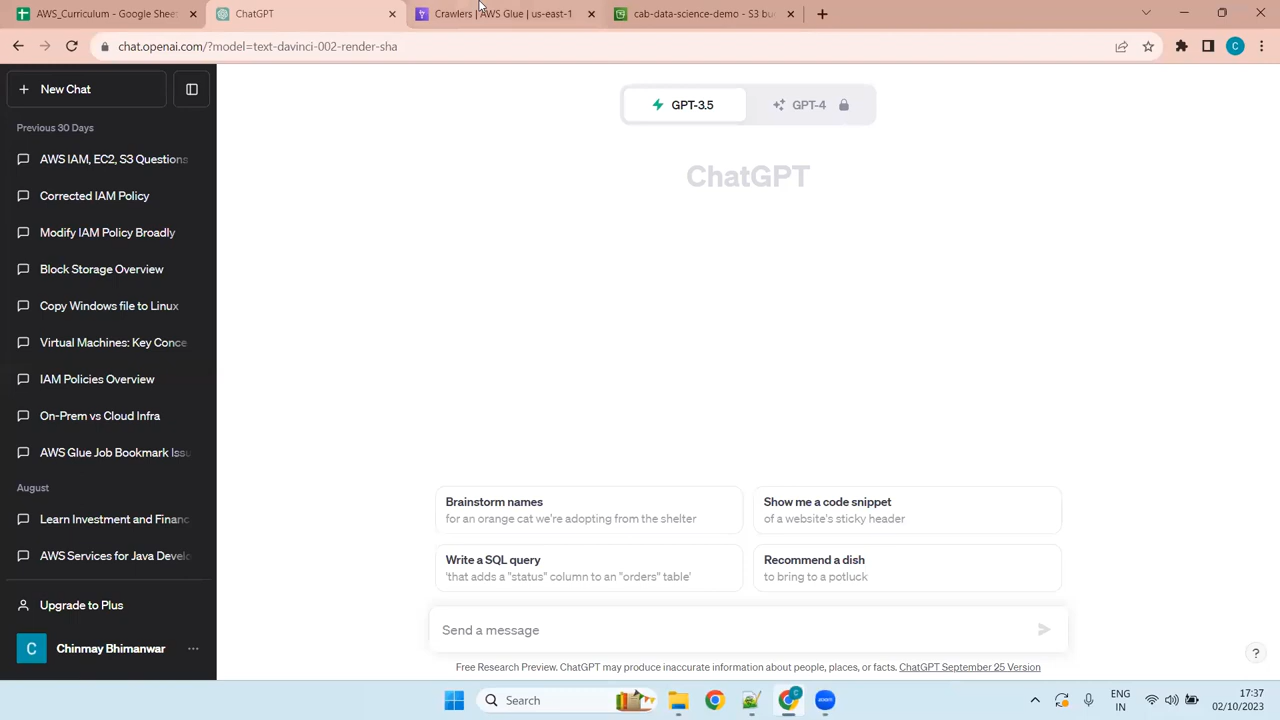 AWS_Curriculum - Google Sheets
ChatGPT
Crawlers | AWS Glue | us-east-1
cab-data-science-demo - S3 bu
chat.openai.com/?model=text-davinci-002-render-sha
C
New Chat
GPT-3.5
GPT-4
Previous 30 Days
ChatGPT
AWS IAM, EC2, S3 Questions
Corrected IAM Policy
Modify IAM Policy Broadly
Block Storage Overview
Copy Windows file to Linux
Virtual Machines: Key Conce
IAM Policies Overview
On-Prem vs Cloud Infra
AWS Glue Job Bookmark Issu
August
Learn Investment and Financ
AWS Services for Java Develo
Brainstorm names
for an orange cat we're adopting from the shelter
Show me a code snippet
of a website's sticky header
Write a SQL query
'that adds a "status" column to an "orders" table'
Recommend a dish
to bring to a potluck
Upgrade to Plus
Send a message
C
Chinmay Bhimanwar
Free Research Preview. ChatGPT may produce inaccurate information about people, places, or facts. ChatGPT September 25 Version
?
Search
C
zoom
ENG
IN
17:37
02/10/2023